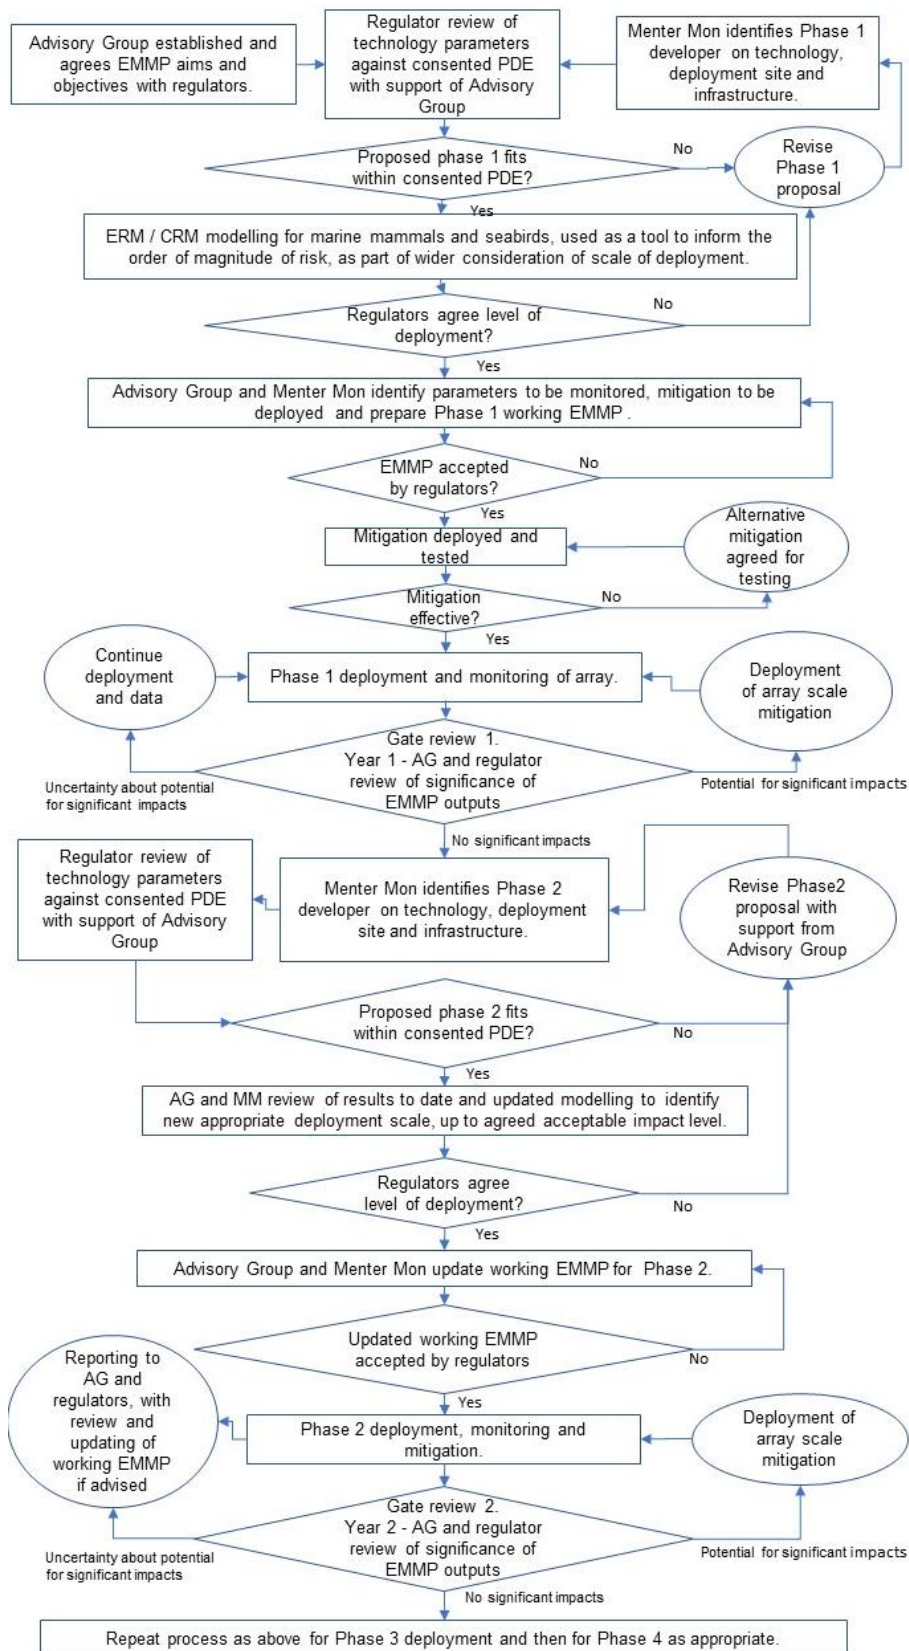 Advisory Group established and
agrees EMMP aims and
objectives with regulators.
Regulator review of
technology parameters
against consented PDE
with support of Advisory
Group
Menter Mon identifies Phase 1
developer on technology,
deployment site and
infrastructure.
Proposed phase 1 fits
within consented PDE?
No
Revise
Phase 1
proposal
Yes
ERM / CRM modelling for marine mammals and seabirds, used as a tool to inform the
order of magnitude of risk, as part of wider consideration of scale of deployment.
Regulators agree level of
deployment?
No
Yes
Advisory Group and Menter Mon identify parameters to be monitored, mitigation to be
deployed and prepare Phase 1 working EMMP .
EMMP accepted
by regulators?
No
Yes
Mitigation deployed and
tested
Alternative
mitigation
agreed for
testing
Mitigation
effective?
No
Yes
Continue
deployment
and data
Phase 1 deployment and monitoring of array.
Deployment
of array scale
mitigation
Gate review 1.
Year 1 - AG and regulator
review of significance of
EMMP outputs
Uncertainty about potential
for significant impacts
Potential for significant impacts
No significant impacts
Regulator review of
technology parameters
against consented PDE
with support of Advisory
Group
Menter Mon identifies Phase 2
developer on technology, deployment
site and infrastructure.
Revise Phase2
proposal with
support from
Advisory Group
Proposed phase 2 fits
within consented PDE?
No
Yes
AG and MM review of results to date and updated modelling to identify
new appropriate deployment scale, up to agreed acceptable impact level.
Regulators agree
level of deployment?
No
Yes
Advisory Group and Menter Mon update working EMMP for Phase 2.
Updated working EMMP
accepted by regulators
No
Yes
Reporting to
AG and
regulators, with
review and
updating of
working EMMP
if advised
Phase 2 deployment, monitoring and
mitigation.
Deployment of
array scale
mitigation
Gate review 2.
Year 2 - AG and regulator
review of significance of
EMMP outputs
Uncertainty about potential
for significant impacts
Potential for significant impacts
No significant impacts
Repeat process as above for Phase 3 deployment and then for Phase 4 as appropriate.